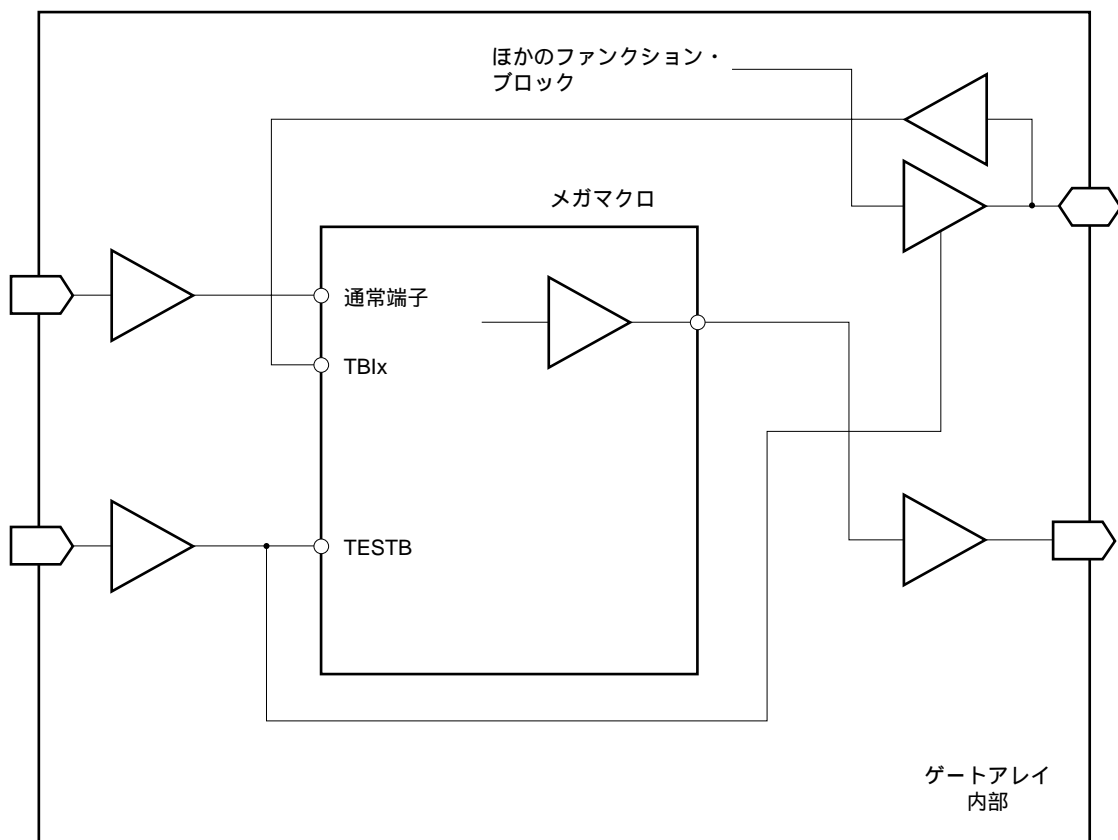 ほかのファンクション・
ブロック
メガマクロ
通常端子
TBIx
TESTB
ゲートアレイ
内部